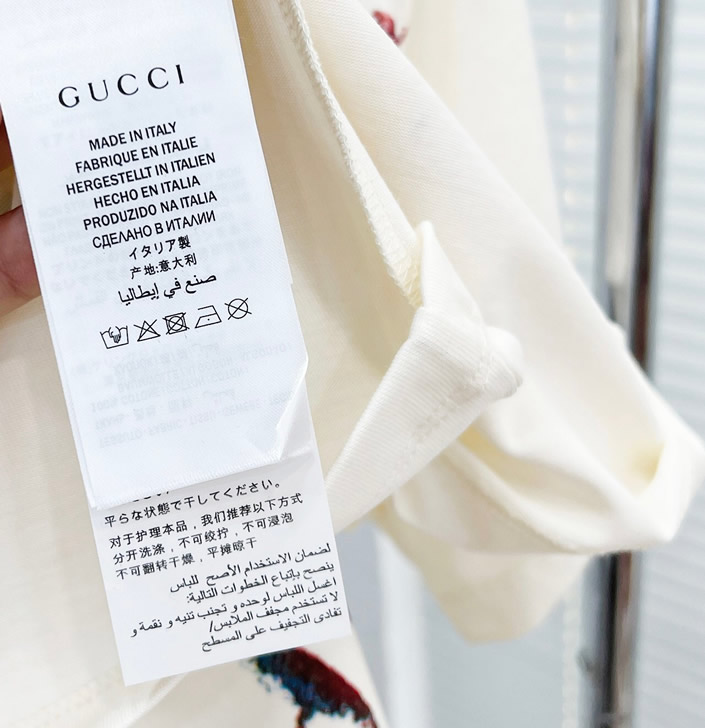 GUCCI
MADE IN ITALY
FABRIQUE EN ITALIE
HERGESTELLT IN ITALIEN
HECHO EN ITALIA
PRODUZIDO NA ITALIA
СДЕЛАНО В ИТАЛИИ
イタリア製
产地:意大利
صنع في إيطاليا
平らな状態で干してください。
对于护理本品，我们推荐以下方式
分开洗涤，不可绞拧，不可浸泡
不可翻转干燥，平摊晾干
لضمان الاستخدام الأصح للباس
ينصح بإتباع الخطوات التالية:
اغسل اللباس لوحده و تجنب تنيه و نقمة و
لا تستخدم مجفف الملابس/
تفادى التجفيف على المسطح